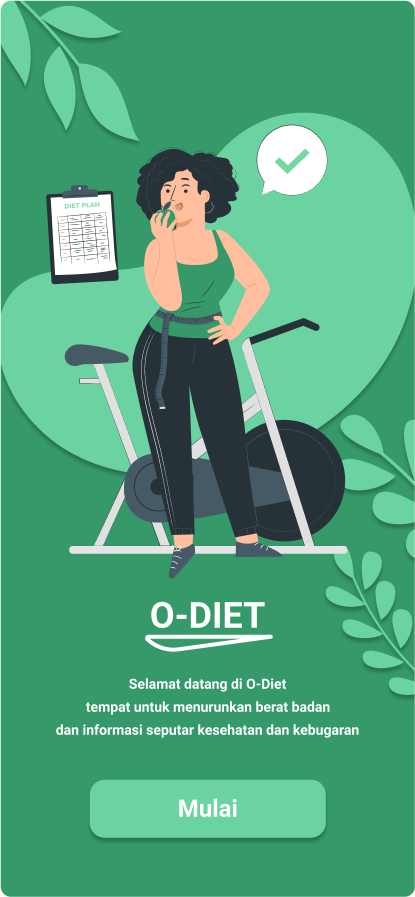 DIET PLAN
O-DIET
Selamat datang di O-Diet
tempat untuk menurunkan berat badan
dan informasi seputar kesehatan dan kebugaran
Mulai